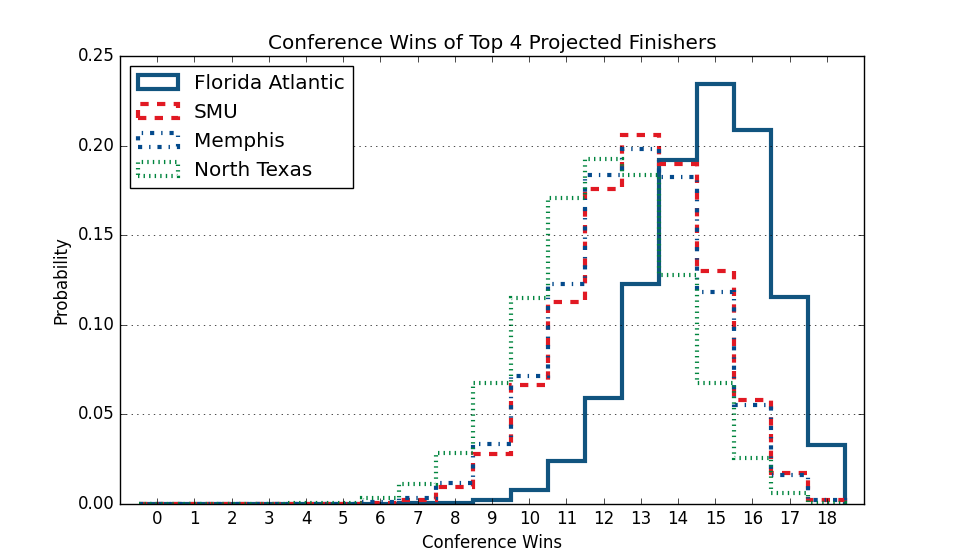 Conference Wins of Top 4 Projected Finishers
0.25
0.20
0.15
0.10
0.05
0.00
Probability
Florida Atlantic
SMU
Memphis
North Texas
0 1 2 3 4 5 6 7 8 9 10 11 12 13 14 15 16 17 18
Conference Wins